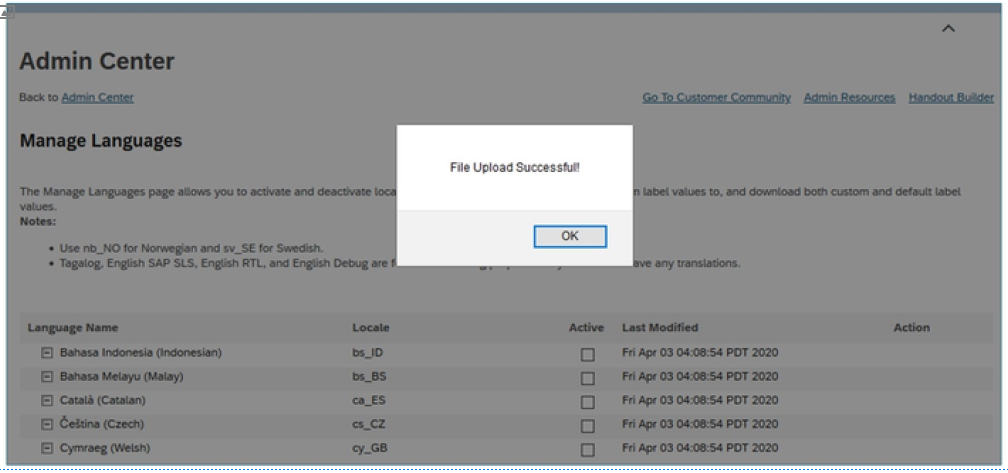 Admin Center
Back to Admin Center
Go To Customer Community Admin Resources Handout Builder
Manage Languages
File Upload Successful!
The Manage Languages page allows you to activate and deactivate loca n label values to, and download both custom and default label
values.
Notes:
OK
Use nb_NO for Norwegian and sv_SE for Swedish.
Tagalog, English SAP SLS, English RTL, and English Debug are f ave any translations.
Language Name Locale Active Last Modified Action
Bahasa Indonesia (Indonesian) bs_ID Fri Apr 03 04:08:54 PDT 2020
Bahasa Melayu (Malay) bs_BS Fri Apr 03 04:08:54 PDT 2020
Català (Catalan) ca_ES Fri Apr 03 04:08:54 PDT 2020
Čeština (Czech) cs_CZ Fri Apr 03 04:08:54 PDT 2020
Cymraeg (Welsh) cy_GB Fri Apr 03 04:08:54 PDT 2020